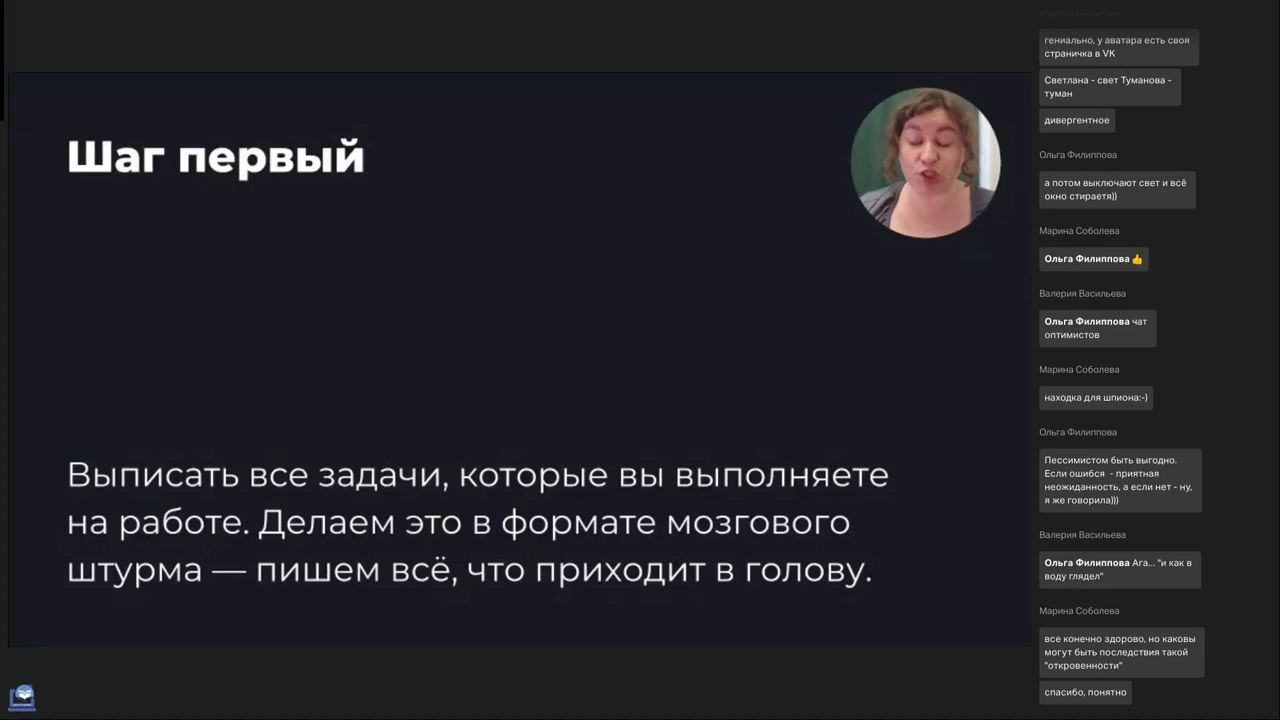 Шаг первый
Выписать все задачи, которые вы выполняете
на работе. Делаем это в формате мозгового
штурма — пишем всё, что приходит в голову.
гениально, у аватара есть своя
страничка в VK
Светлана - свет Туманова -
туман
дивергентное
Ольга Филиппова
а потом выключают свет и всё
окно стираетя))
Марина Соболева
Ольга Филиппова 👍
Валерия Васильева
Ольга Филиппова чат
оптимистов
Марина Соболева
находка для шпиона:-)
Ольга Филиппова
Пессимистом быть выгодно.
Если ошибся - приятная
неожиданность, а если нет - ну,
я же говорила)))
Валерия Васильева
Ольга Филиппова Ага... "и как в
воду глядел"
Марина Соболева
все конечно здорово, но каковы
могут быть последствия такой
"откровенности"
спасибо, понятно